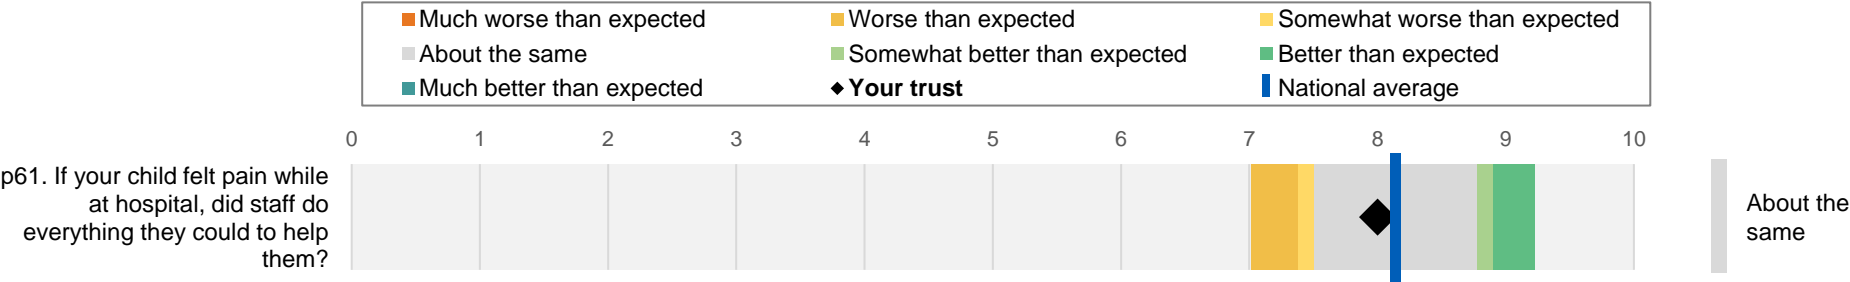 Much worse than expected Worse than expected Somewhat worse than expected
About the same Somewhat better than expected Better than expected
Much better than expected Your trust National average
0 1 2 3 4 5 6 7 8 9 10
p61. If your child felt pain while
at hospital, did staff do
everything they could to help
them?
About the
same